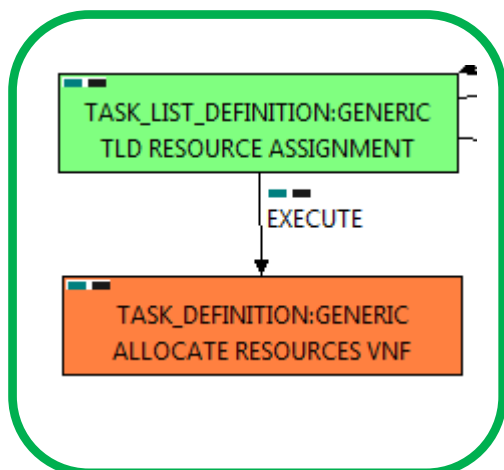 TASK_LIST_DEFINITION:GENERIC
TLD RESOURCE ASSIGNMENT
EXECUTE
TASK_DEFINITION:GENERIC
ALLOCATE RESOURCES VNF